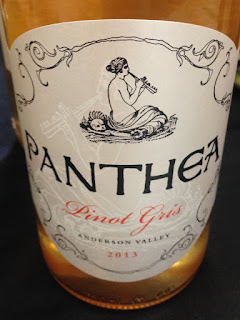 PANTHEA
Pinot Gris
ANDERSON VALLEY
2013